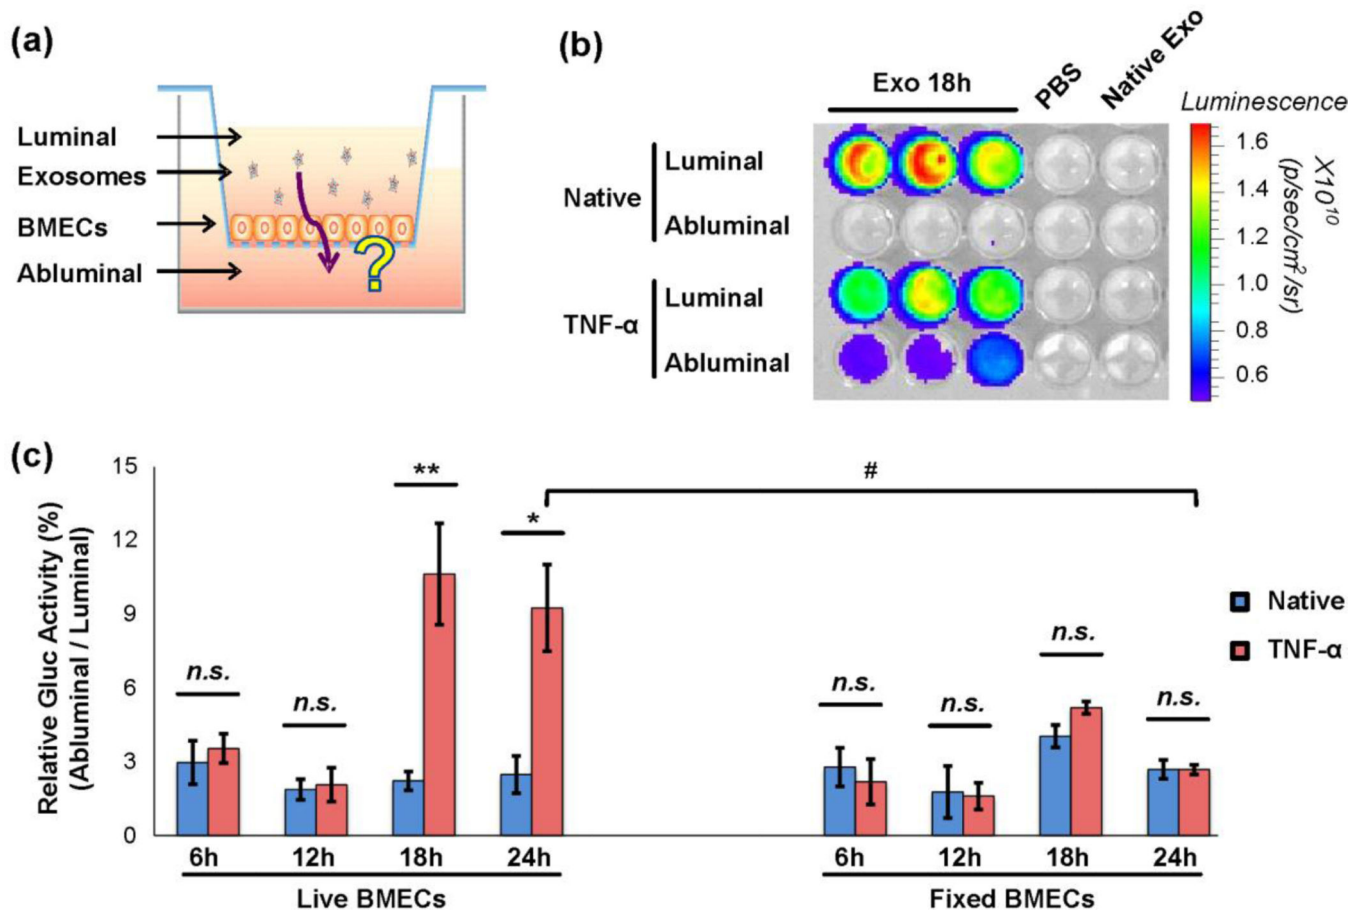 (a)
Luminal
Exosomes
BMECs
Abluminal
?
(b)
Exo 18h
PBS
Native Exo
Native
Luminal
Abluminal
TNF-α
Luminal
Abluminal
Luminescence
1.6
1.4
1.2
1.0
0.8
0.6
X10¹⁰
(p/sec/cm²/sr)
(c)
Relative Gluc Activity (%)
(Abluminal / Luminal)
15
12
9
6
3
0
n.s.
n.s.
**
*
#
n.s.
n.s.
n.s.
n.s.
Native
TNF-α
6h 12h 18h 24h 6h 12h 18h 24h
Live BMECs Fixed BMECs